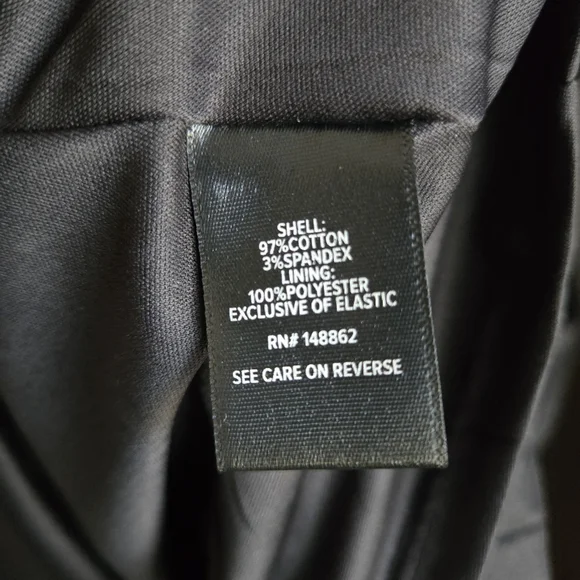 SHELL:
97%COTTON
3%SPANDEX
LINING:
100%POLYESTER
EXCLUSIVE OF ELASTIC
RN# 148862
SEE CARE ON REVERSE